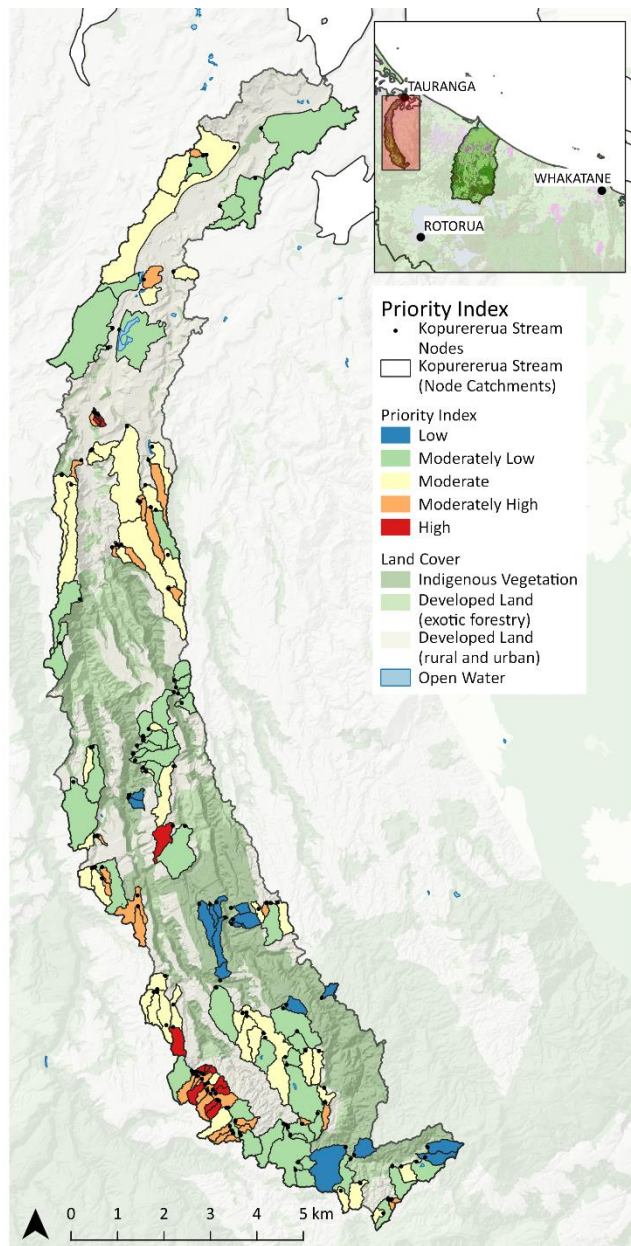 TAURANGA
WHAKATANE
ROTORUA
Priority Index
Kopurererua Stream
Nodes
Kopurererua Stream
(Node Catchments)
Priority Index
Low
Moderately Low
Moderate
Moderately High
High
Land Cover
Indigenous Vegetation
Developed Land
(exotic forestry)
Developed Land
(rural and urban)
Open Water
0 1 2 3 4 5 km